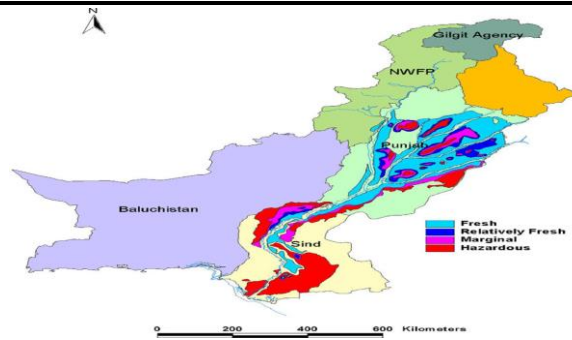 N
Gilgit Agency
NWFP
Punjab
Baluchistan
Sind
Fresh
Relatively Fresh
Marginal
Hazardous
0 200 400 600 Kilometers